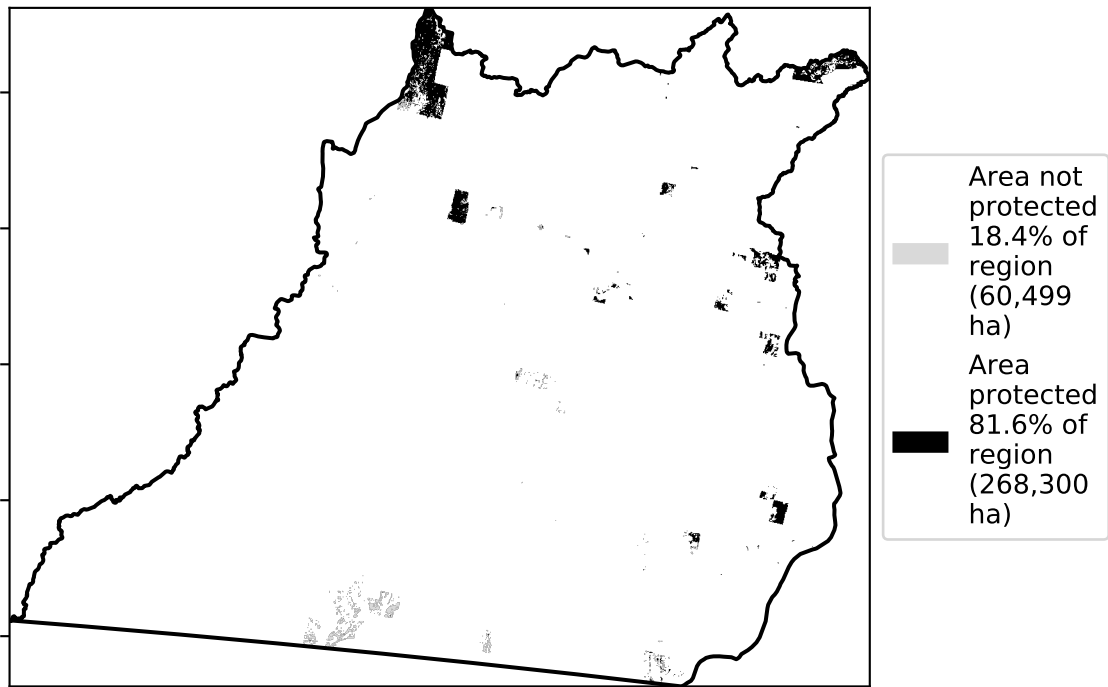 Area not
protected
18.4% of
region
(60,499
ha)
Area
protected
81.6% of
region
(268,300
ha)